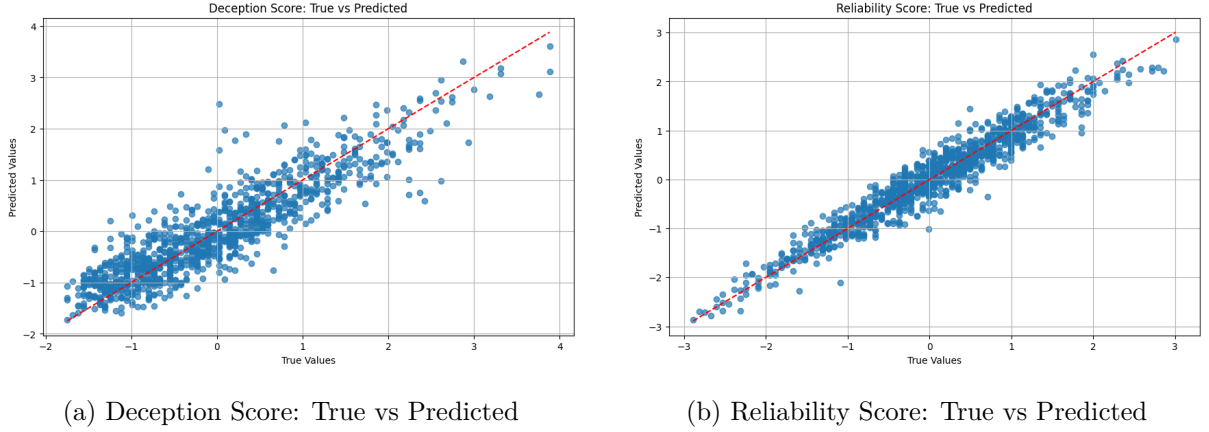 Deception Score: True vs Predicted
4
3
2
1
0
−1
−2
Predicted Values
−2 −1 0 1 2 3 4
True Values
(a) Deception Score: True vs Predicted
Reliability Score: True vs Predicted
3
2
1
0
−1
−2
−3
Predicted Values
−3 −2 −1 0 1 2 3
True Values
(b) Reliability Score: True vs Predicted